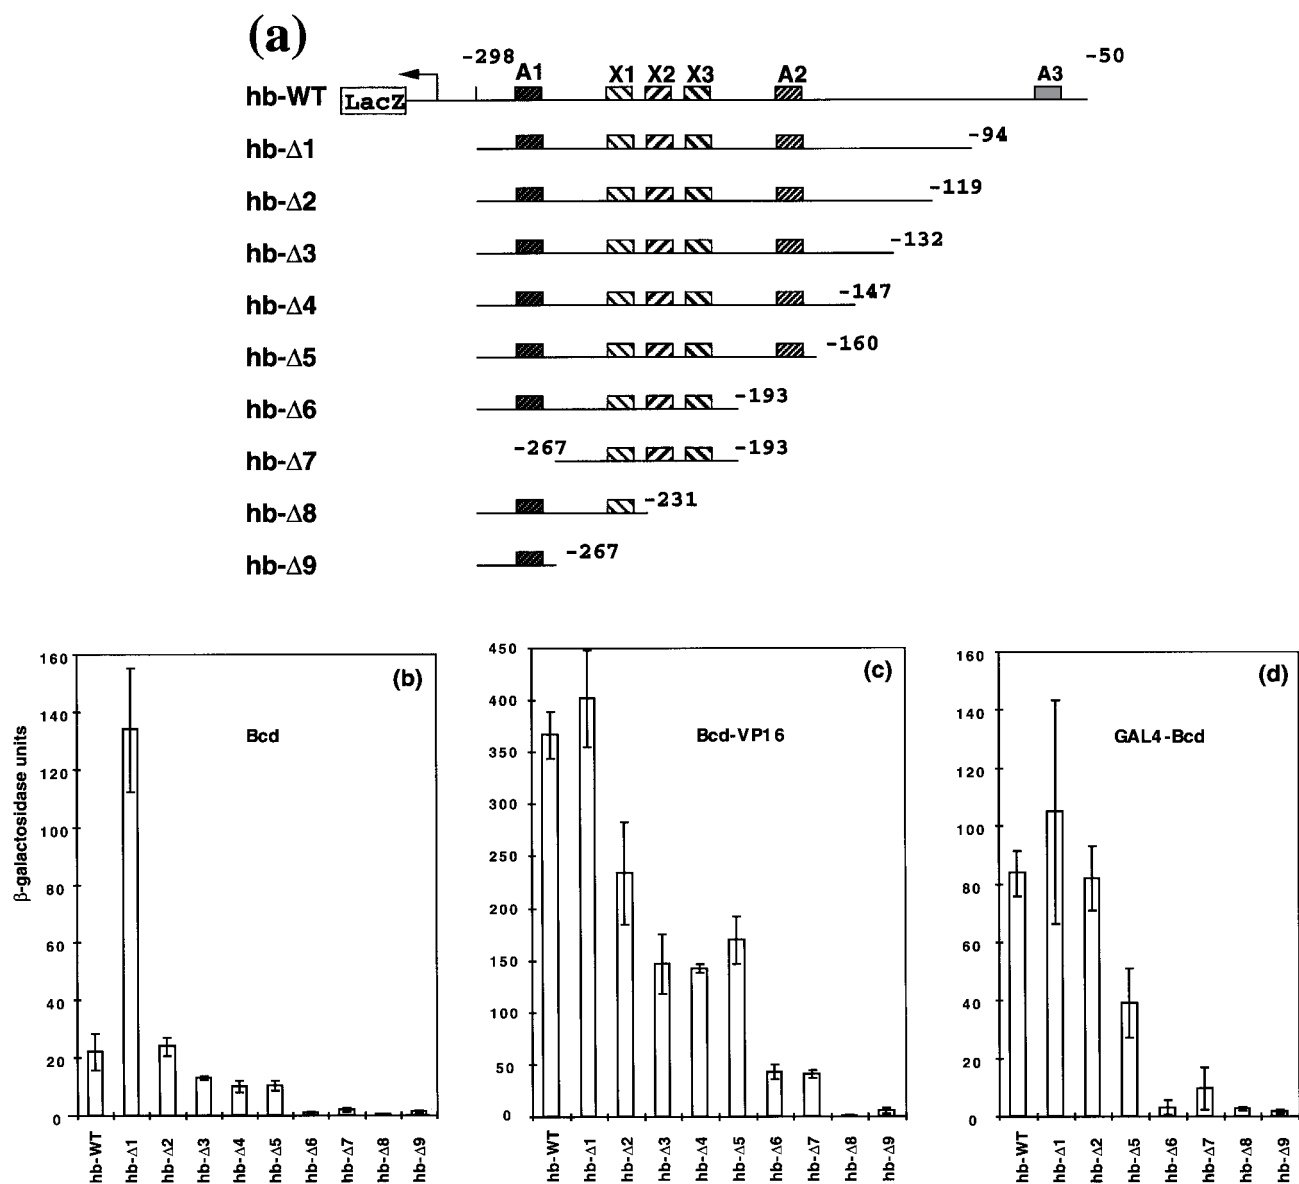 (a)
-298 -50
A1 X1 X2 X3 A2 A3
hb-WT LacZ
hb-Δ1 -94
hb-Δ2 -119
hb-Δ3 -132
hb-Δ4 -147
hb-Δ5 -160
hb-Δ6 -193
hb-Δ7 -267 -193
hb-Δ8 -231
hb-Δ9 -267
β-galactosidase units
(b)
Bcd
160
140
120
100
80
60
40
20
0
hb-WT
hb-Δ1
hb-Δ2
hb-Δ3
hb-Δ4
hb-Δ5
hb-Δ6
hb-Δ7
hb-Δ8
hb-Δ9
(c)
Bcd-VP16
450
400
350
300
250
200
150
100
50
0
hb-WT
hb-Δ1
hb-Δ2
hb-Δ3
hb-Δ4
hb-Δ5
hb-Δ6
hb-Δ7
hb-Δ8
hb-Δ9
(d)
GAL4-Bcd
160
140
120
100
80
60
40
20
0
hb-WT
hb-Δ1
hb-Δ2
hb-Δ5
hb-Δ6
hb-Δ7
hb-Δ8
hb-Δ9